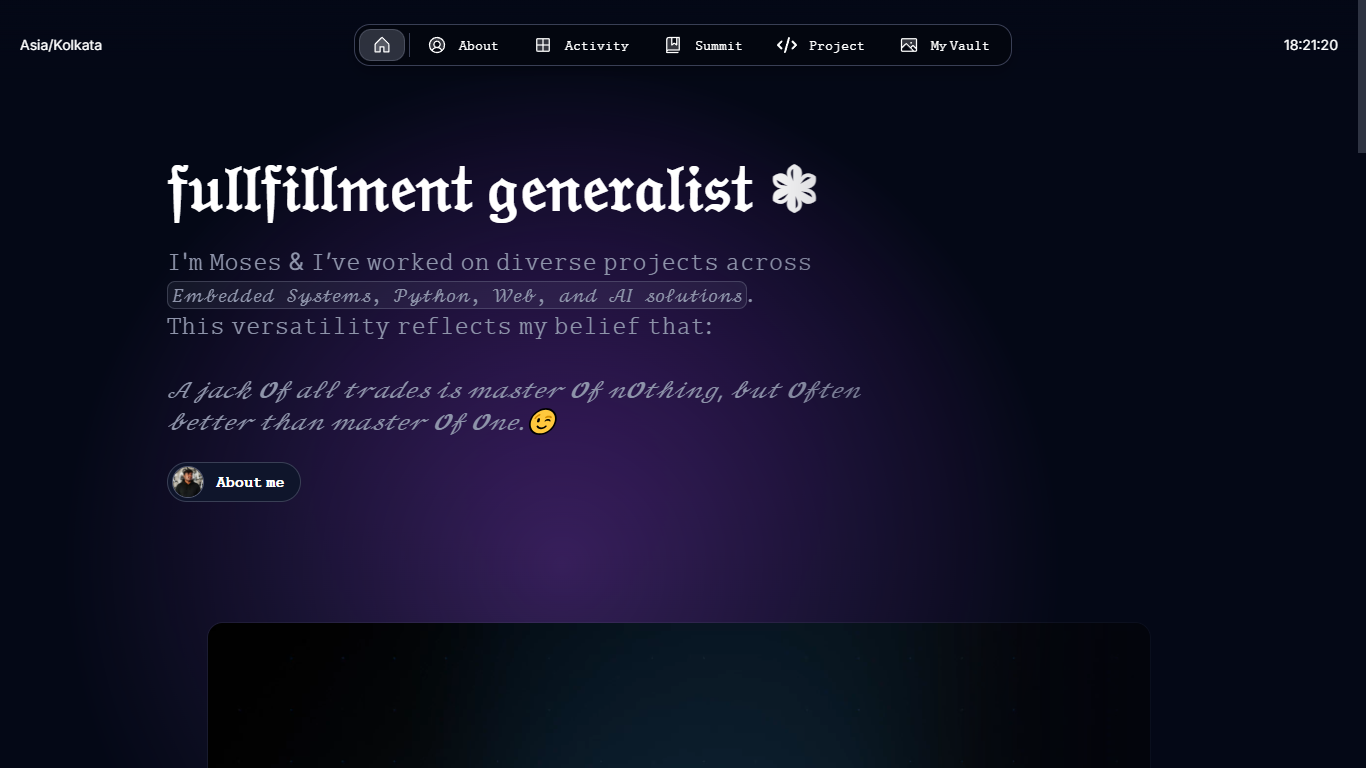 Asia/Kolkata
About
Activity
Summit
Project
My Vault
18:21:20
fullfillment generalist
I'm Moses & I've worked on diverse projects across
Embedded Systems, Python, Web, and AI solutions.
This versatility reflects my belief that:
A jack Of all trades is master Of nOthing, but Often
better than master Of One.😉
About me